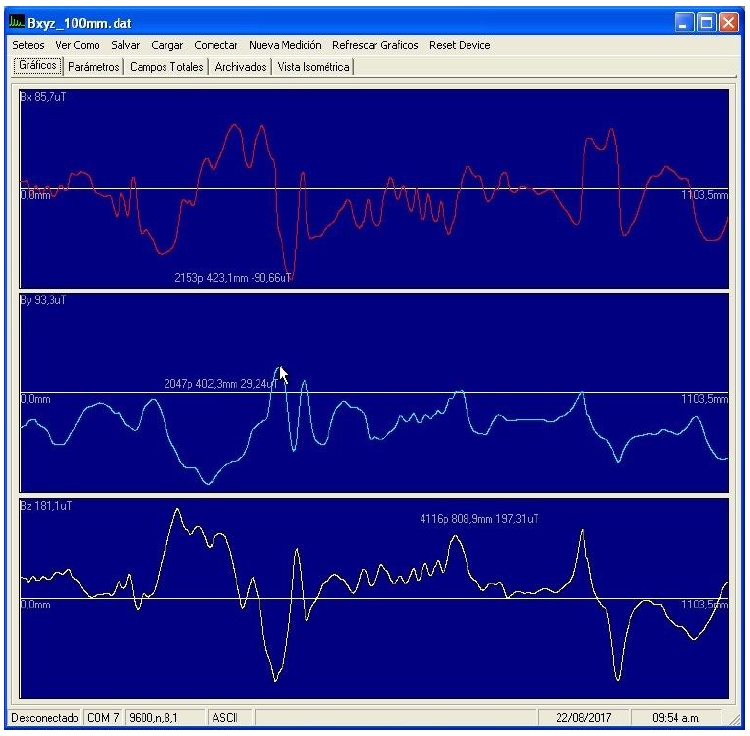 Bxyz_100mm.dat
Seteos Ver Como Salvar Cargar Conectar Nueva Medición Refrescar Graficos Reset Device
Gráficos Parámetros Campos Totales Archivados Vista Isométrica
Bx 85,7uT
0.0mm 1103,5mm
2153p 423,1mm -90,66uT
By 93,3uT
2047p 402,3mm 29,24uT
0.0mm 1103,5mm
Bz 181,1uT
4116p 808,9mm 197,31uT
0.0mm 1103,5mm
Desconectado COM 7 9600,n,8,1 ASCII 22/08/2017 09:54 a.m.